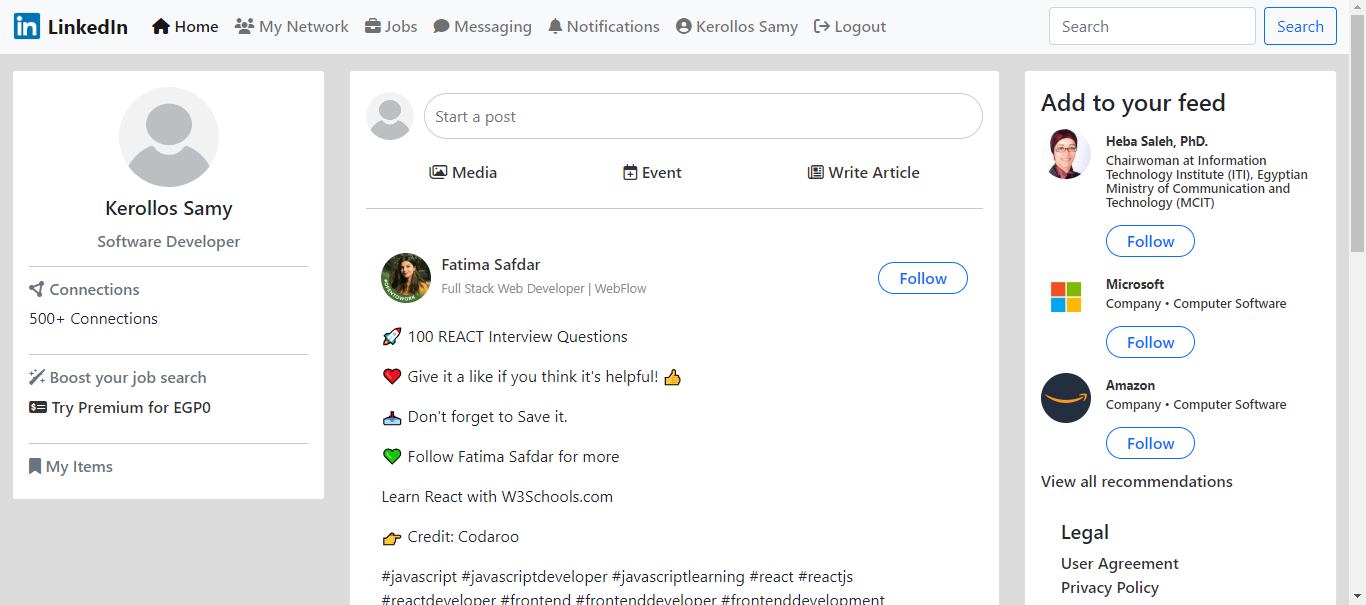 in LinkedIn
Home
My Network
Jobs
Messaging
Notifications
Kerollos Samy
Logout
Search
Search
Kerollos Samy
Software Developer
Connections
500+ Connections
Boost your job search
Try Premium for EGP0
My Items
Start a post
Media
Event
Write Article
#OPENTOWORK
Fatima Safdar
Full Stack Web Developer | WebFlow
Follow
🚀 100 REACT Interview Questions
❤️ Give it a like if you think it's helpful! 👍
📥 Don't forget to Save it.
💚 Follow Fatima Safdar for more
Learn React with W3Schools.com
👉 Credit: Codaroo
#javascript #javascriptdeveloper #javascriptlearning #react #reactjs
#reactdeveloper #frontend #frontenddeveloper #frontenddevelopment
Add to your feed
Heba Saleh, PhD.
Chairwoman at Information
Technology Institute (ITI), Egyptian
Ministry of Communication and
Technology (MCIT)
Follow
Microsoft
Company • Computer Software
Follow
Amazon
Company • Computer Software
Follow
View all recommendations
Legal
User Agreement
Privacy Policy